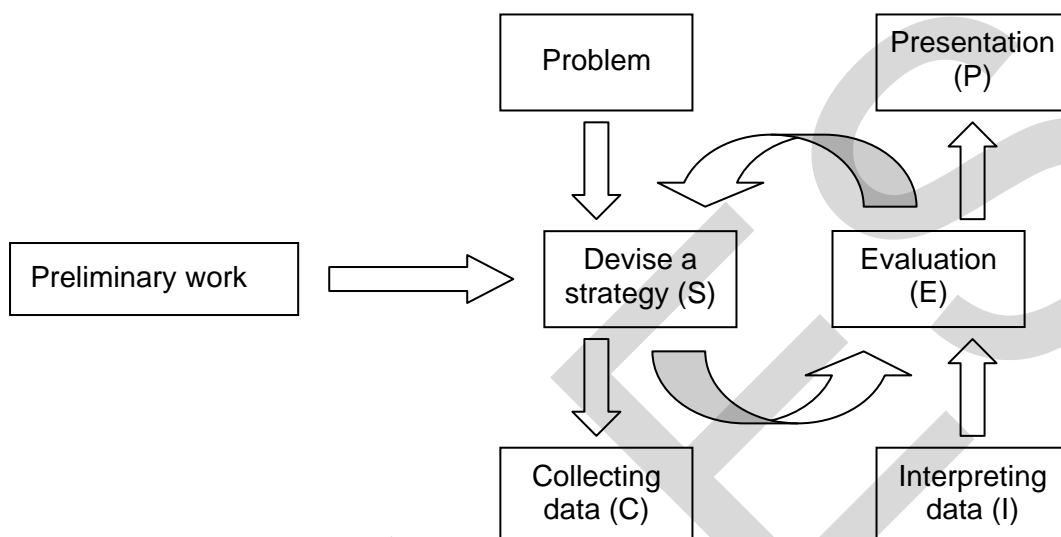 Problem
Presentation
(P)
Preliminary work
Devise a
strategy (S)
Evaluation
(E)
Collecting
data (C)
Interpreting
data (I)